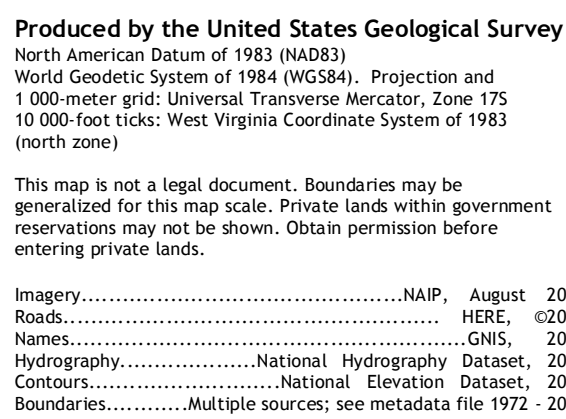 Produced by the United States Geological Survey
North American Datum of 1983 (NAD83)
World Geodetic System of 1984 (WGS84). Projection and
1 000-meter grid: Universal Transverse Mercator, Zone 17S
10 000-foot ticks: West Virginia Coordinate System of 1983
(north zone)
This map is not a legal document. Boundaries may be
generalized for this map scale. Private lands within government
reservations may not be shown. Obtain permission before
entering private lands.
Imagery................................................NAIP, August 20
Roads........................................................ HERE, ©20
Names...........................................................GNIS, 20
Hydrography....................National Hydrography Dataset, 20
Contours............................National Elevation Dataset, 20
Boundaries............Multiple sources; see metadata file 1972 - 20